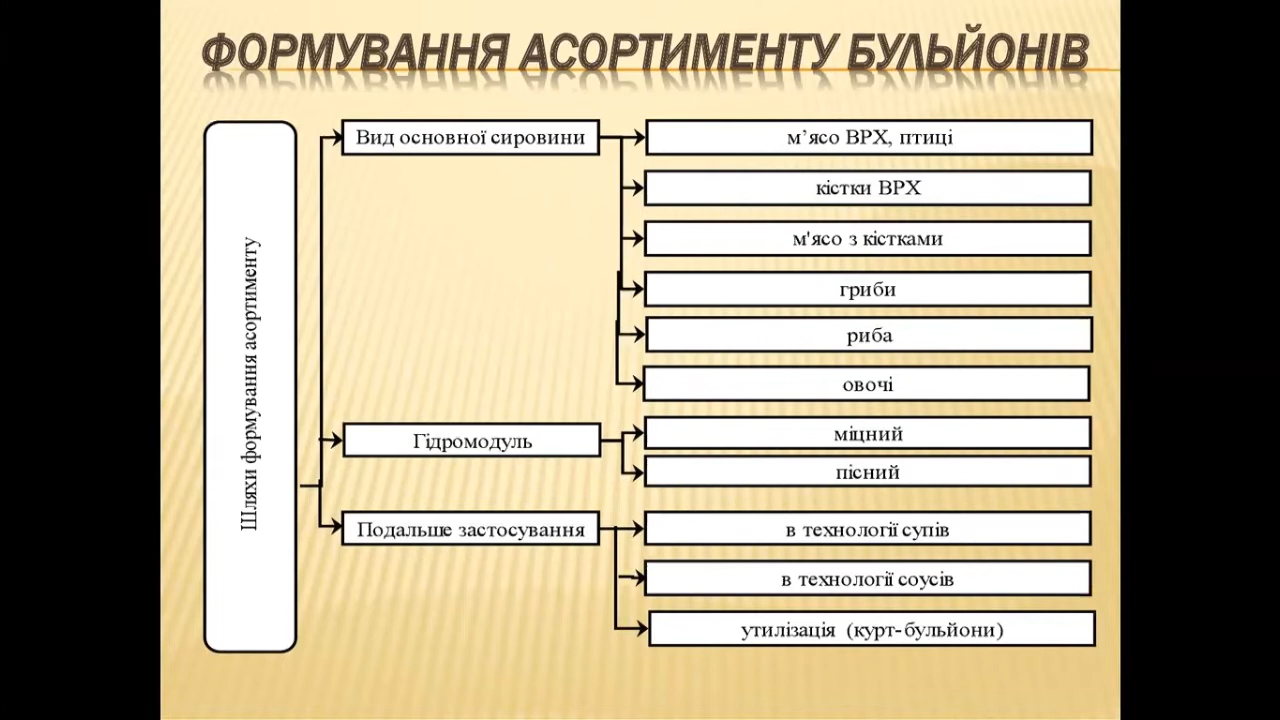 ФОРМУВАННЯ АСОРТИМЕНТУ БУЛЬЙОНІВ
Шляхи формування асортименту
Вид основної сировини
м’ясо ВРХ, птиці
кістки ВРХ
м'ясо з кістками
гриби
риба
овочі
Гідромодуль
міцний
пісний
Подальше застосування
в технології супів
в технології соусів
утилізація (курт-бульйони)